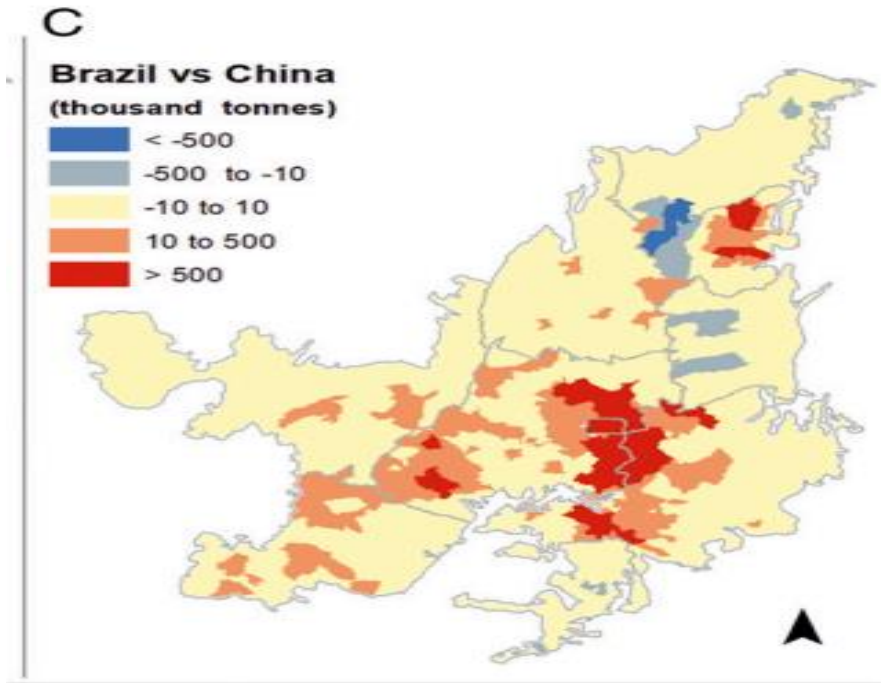 C
Brazil vs China
(thousand tonnes)
< -500
-500 to -10
-10 to 10
10 to 500
> 500